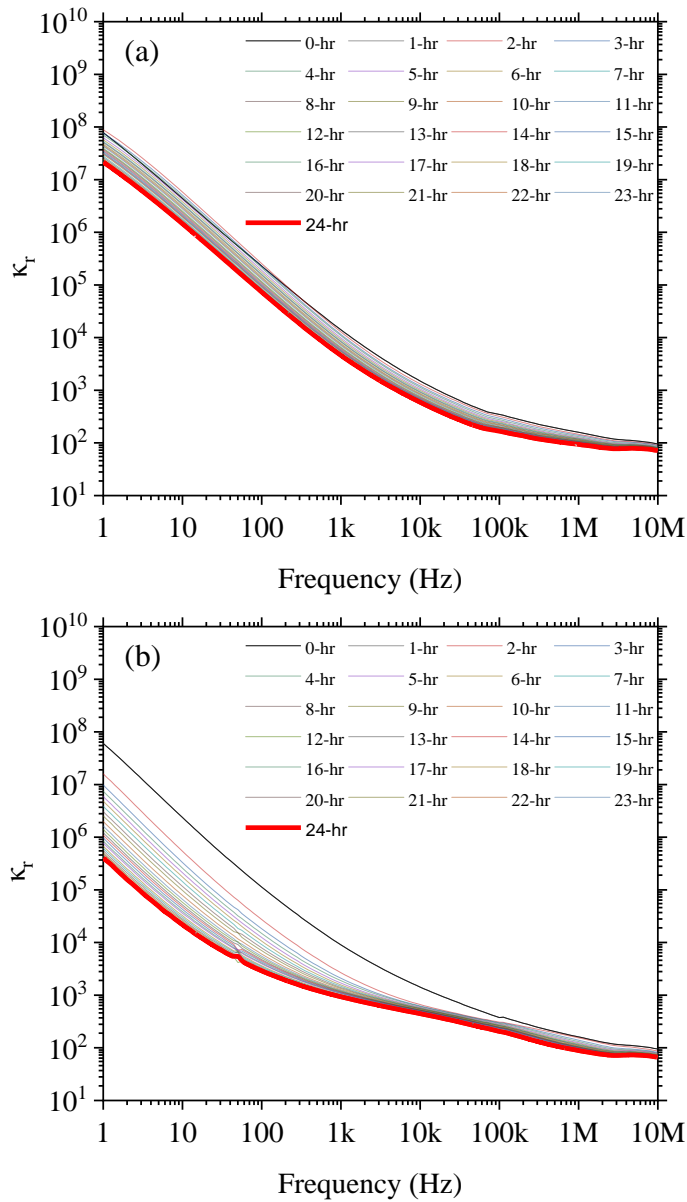 10^10
(a)
0-hr 1-hr 2-hr 3-hr
10^9
4-hr 5-hr 6-hr 7-hr
8-hr 9-hr 10-hr 11-hr
10^8
12-hr 13-hr 14-hr 15-hr
16-hr 17-hr 18-hr 19-hr
10^7
20-hr 21-hr 22-hr 23-hr
24-hr
10^6
κ_r
10^5
10^4
10^3
10^2
10^1
1 10 100 1k 10k 100k 1M 10M
Frequency (Hz)
10^10
(b)
0-hr 1-hr 2-hr 3-hr
10^9
4-hr 5-hr 6-hr 7-hr
8-hr 9-hr 10-hr 11-hr
10^8
12-hr 13-hr 14-hr 15-hr
16-hr 17-hr 18-hr 19-hr
10^7
20-hr 21-hr 22-hr 23-hr
24-hr
10^6
κ_r
10^5
10^4
10^3
10^2
10^1
1 10 100 1k 10k 100k 1M 10M
Frequency (Hz)